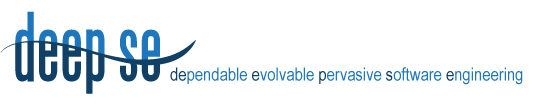 deep se
dependable evolvable pervasive software engineering